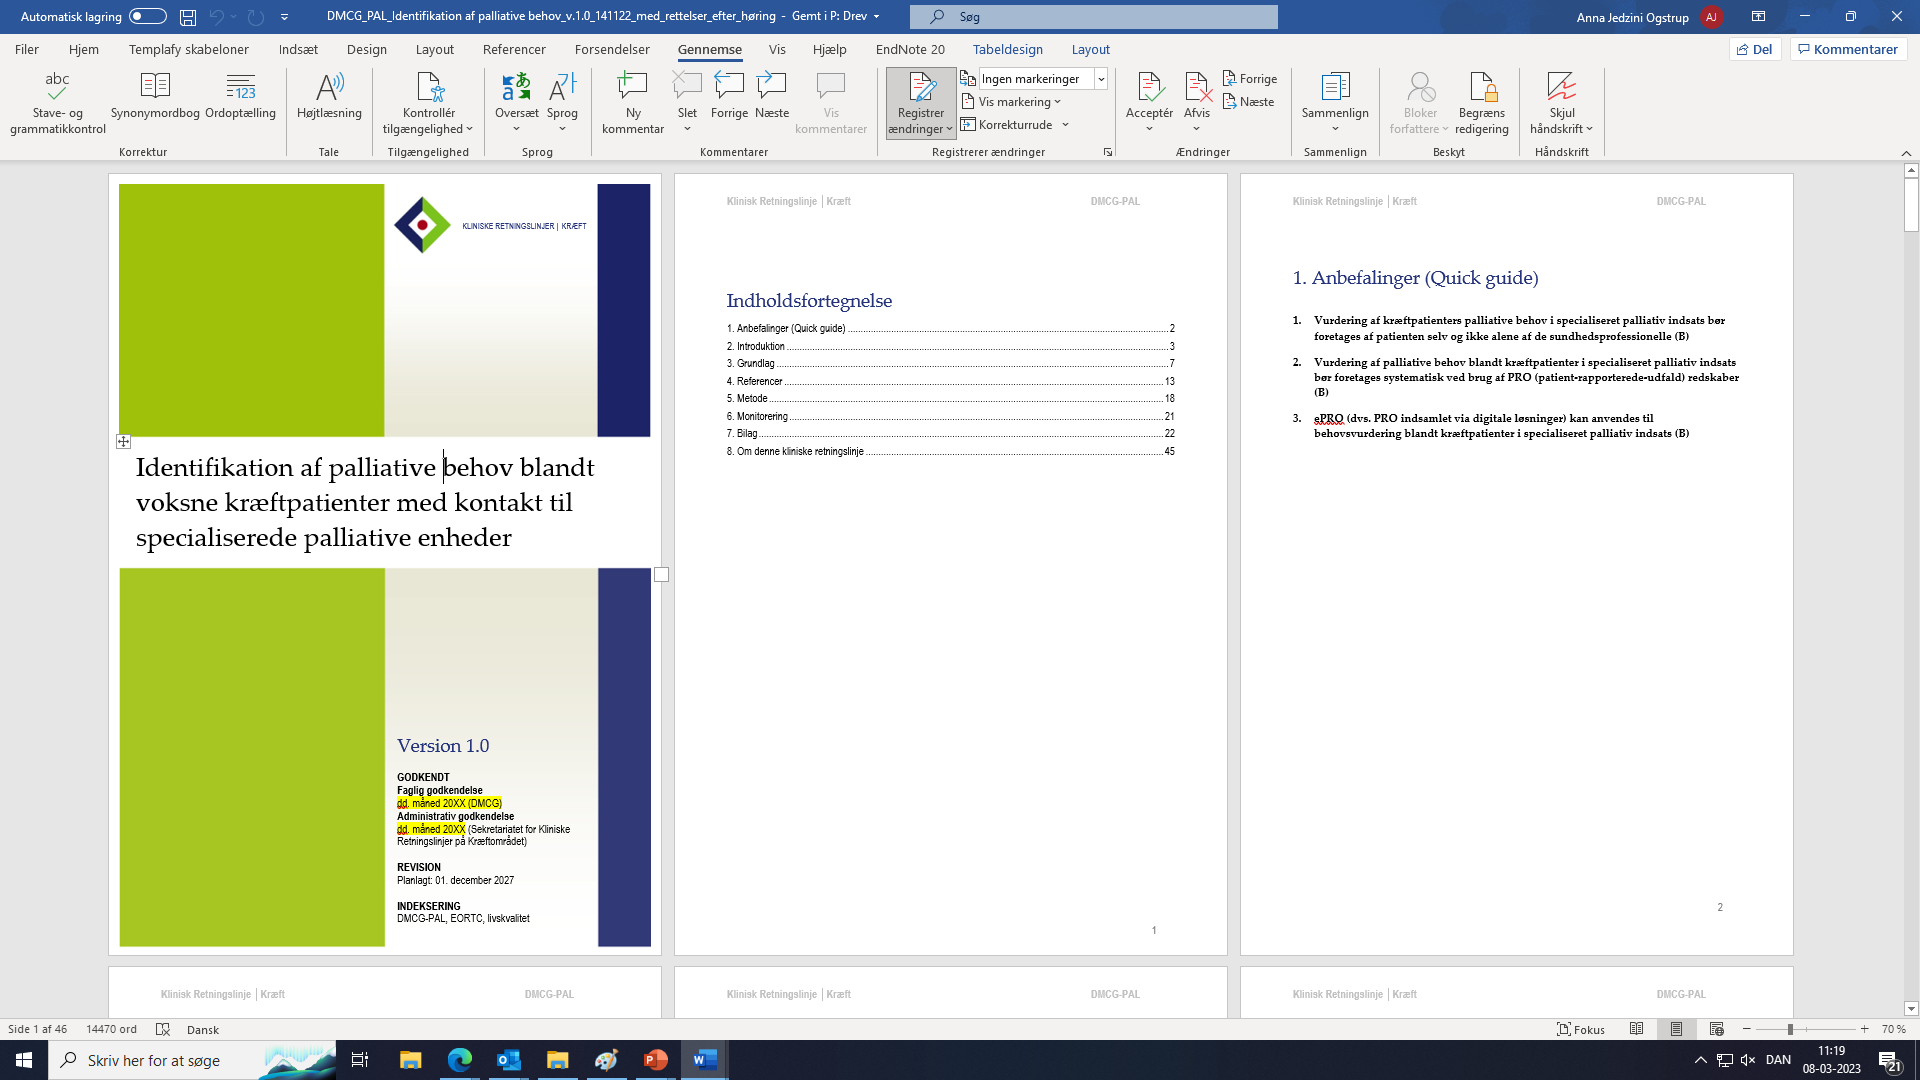 Automatisk lagring
DMCG_PAL_Identifikation af palliative behov_v.1.0_141122_med_rettelser_efter_høring - Gemt i P: Drev
Søg
Anna Jedzini Ogstrup
AJ
Filer Hjem Templafy skabeloner Indsæt Design Layout Referencer Forsendelser Gennemse Vis Hjælp EndNote 20 Tabeldesign Layout
Del
Kommentarer
Stave- og grammatikkontrol
Synonymordbog
Ordoptælling
Højtlæsning
Kontrollér tilgængelighed
Oversæt
Sprog
Ny kommentar
Slet
Forrige
Næste
Vis kommentarer
Registrer ændringer
Ingen markeringer
Vis markering
Korrekturrude
Acceptér
Afvis
Forrige
Næste
Sammenlign
Bloker forfattere
Begræns redigering
Skjul håndskrift
Korrektur
Tale
Tilgængelighed
Sprog
Kommentarer
Registrerer ændringer
Ændringer
Sammenlign
Beskyt
Håndskrift
KLINISKE RETNINGSLINJER | KRÆFT
Identifikation af palliative behov blandt
voksne kræftpatienter med kontakt til
specialiserede palliative enheder
Version 1.0
GODKENDT
Faglig godkendelse
dd. måned 20XX (DMCG)
Administrativ godkendelse
dd. måned 20XX (Sekretariatet for Kliniske
Retningslinjer på Kræftområdet)
REVISION
Planlagt: 01. december 2027
INDEKSERING
DMCG-PAL, EORTC, livskvalitet
Klinisk Retningslinje | Kræft DMCG-PAL
Indholdsfortegnelse
1. Anbefalinger (Quick guide) 2
2. Introduktion 3
3. Grundlag 7
4. Referencer 13
5. Metode 18
6. Monitorering 21
7. Bilag 22
8. Om denne kliniske retningslinje 45
1
Klinisk Retningslinje | Kræft DMCG-PAL
1. Anbefalinger (Quick guide)
1. Vurdering af kræftpatienters palliative behov i specialiseret palliativ indsats bør
foretages af patienten selv og ikke alene af de sundhedsprofessionelle (B)
2. Vurdering af palliative behov blandt kræftpatienter i specialiseret palliativ indsats
bør foretages systematisk ved brug af PRO (patient-rapporterede-udfald) redskaber
(B)
3. ePRO (dvs. PRO indsamlet via digitale løsninger) kan anvendes til
behovsvurdering blandt kræftpatienter i specialiseret palliativ indsats (B)
2
Klinisk Retningslinje | Kræft DMCG-PAL
Klinisk Retningslinje | Kræft DMCG-PAL
Klinisk Retningslinje | Kræft DMCG-PAL
Side 1 af 46 14470 ord Dansk
Fokus
70 %
Skriv her for at søge
DAN
11:19
08-03-2023
21